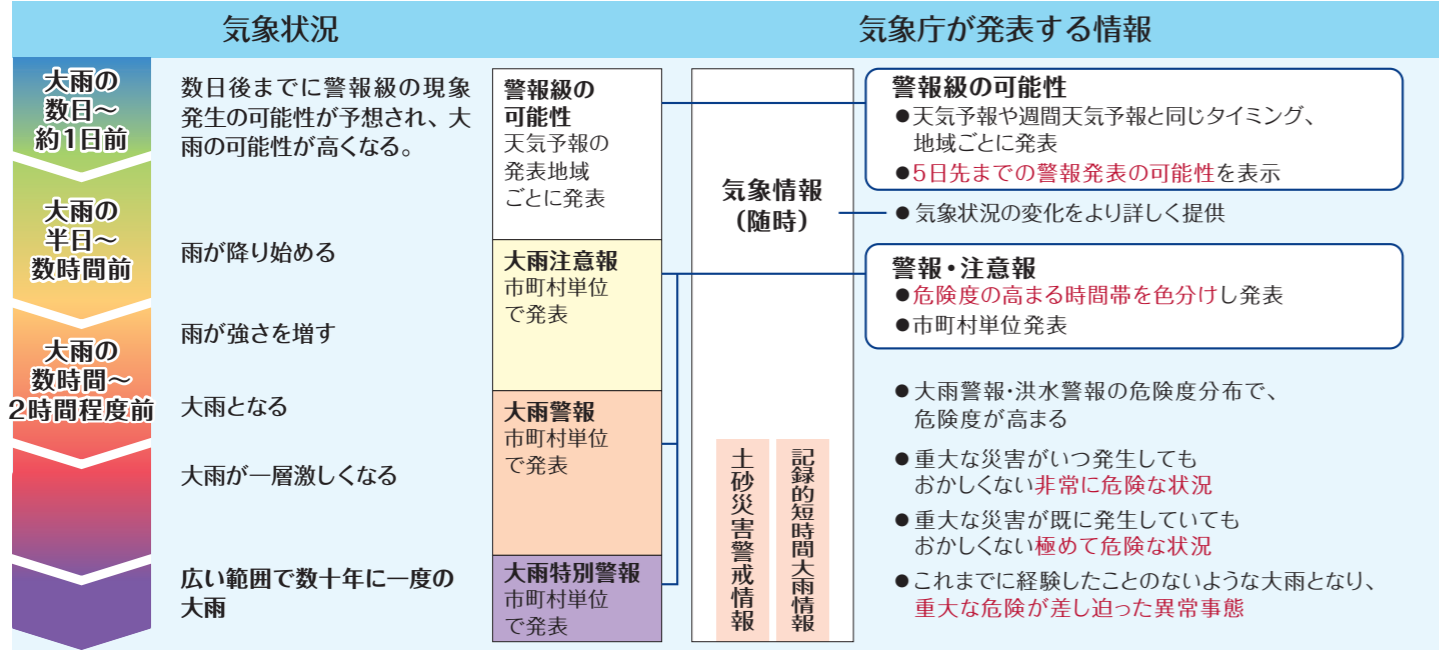 気象状況
気象庁が発表する情報
大雨の
数日〜
約1日前
大雨の
半日〜
数時間前
大雨の
数時間〜
2時間程度前
数日後までに警報級の現象
発生の可能性が予想され、大
雨の可能性が高くなる。
雨が降り始める
雨が強さを増す
大雨となる
大雨が一層激しくなる
広い範囲で数十年に一度の
大雨
警報級の
可能性
天気予報の
発表地域
ごとに発表
大雨注意報
市町村単位
で発表
大雨警報
市町村単位
で発表
大雨特別警報
市町村単位
で発表
気象情報
(随時)
土砂災害警戒情報
記録的短時間大雨情報
警報級の可能性
●天気予報や週間天気予報と同じタイミング、
地域ごとに発表
●5日先までの警報発表の可能性を表示
●気象状況の変化をより詳しく提供
警報・注意報
●危険度の高まる時間帯を色分けし発表
●市町村単位発表
●大雨警報・洪水警報の危険度分布で、
危険度が高まる
●重大な災害がいつ発生しても
おかしくない非常に危険な状況
●重大な災害が既に発生していても
おかしくない極めて危険な状況
●これまでに経験したことのないような大雨となり、
重大な危険が差し迫った異常事態